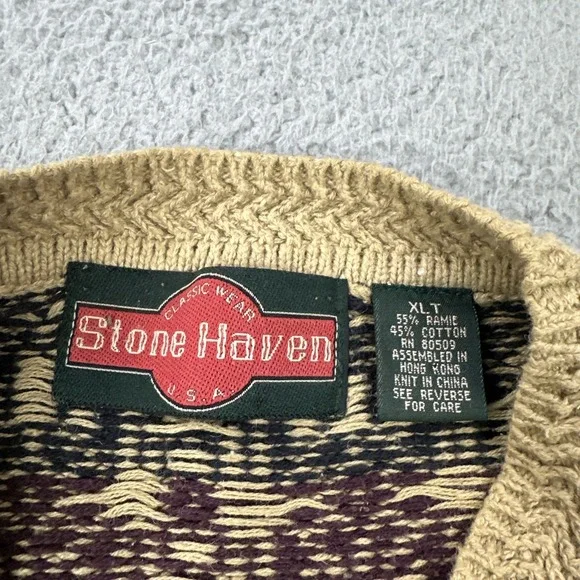 CLASSIC WEAR
Stone Haven
U.S.A.
XLT
55% RAMIE
45% COTTON
RN 80509
ASSEMBLED IN
HONG KONG
KNIT IN CHINA
SEE REVERSE
FOR CARE